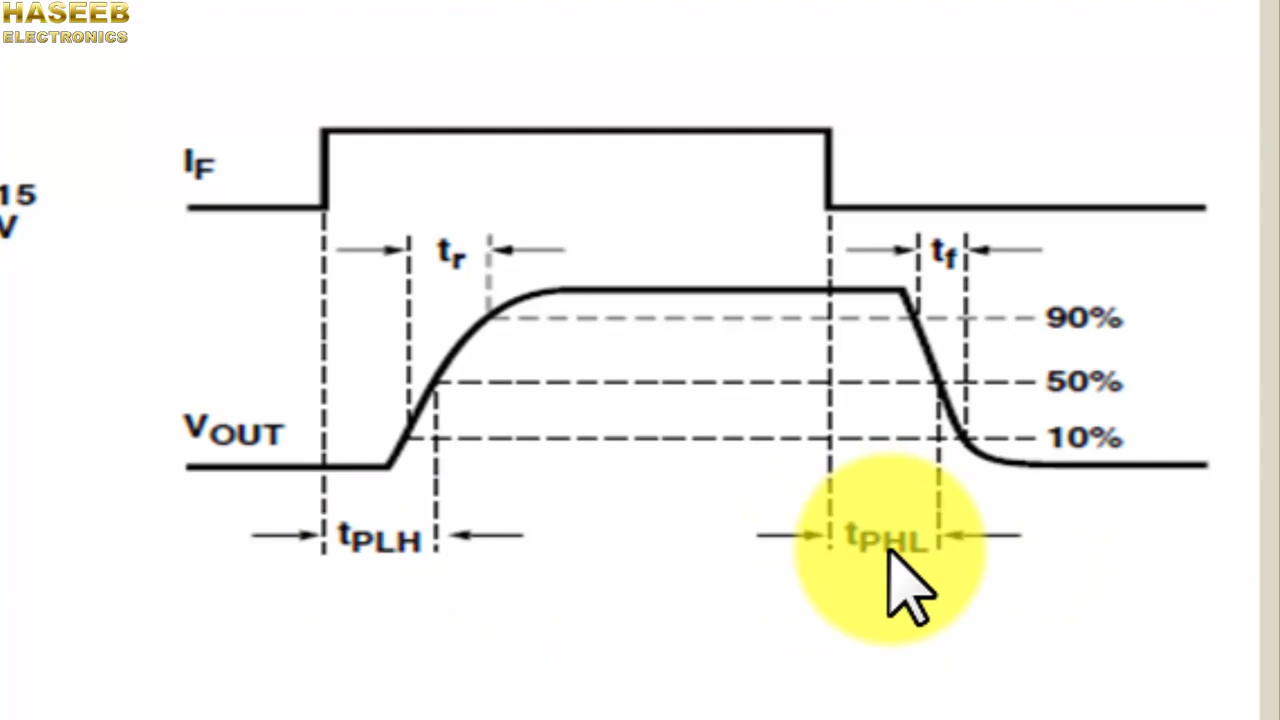 HASEEB
ELECTRONICS
15
V
IF
tr
tf
90%
50%
VOUT
10%
tPLH
tPHL